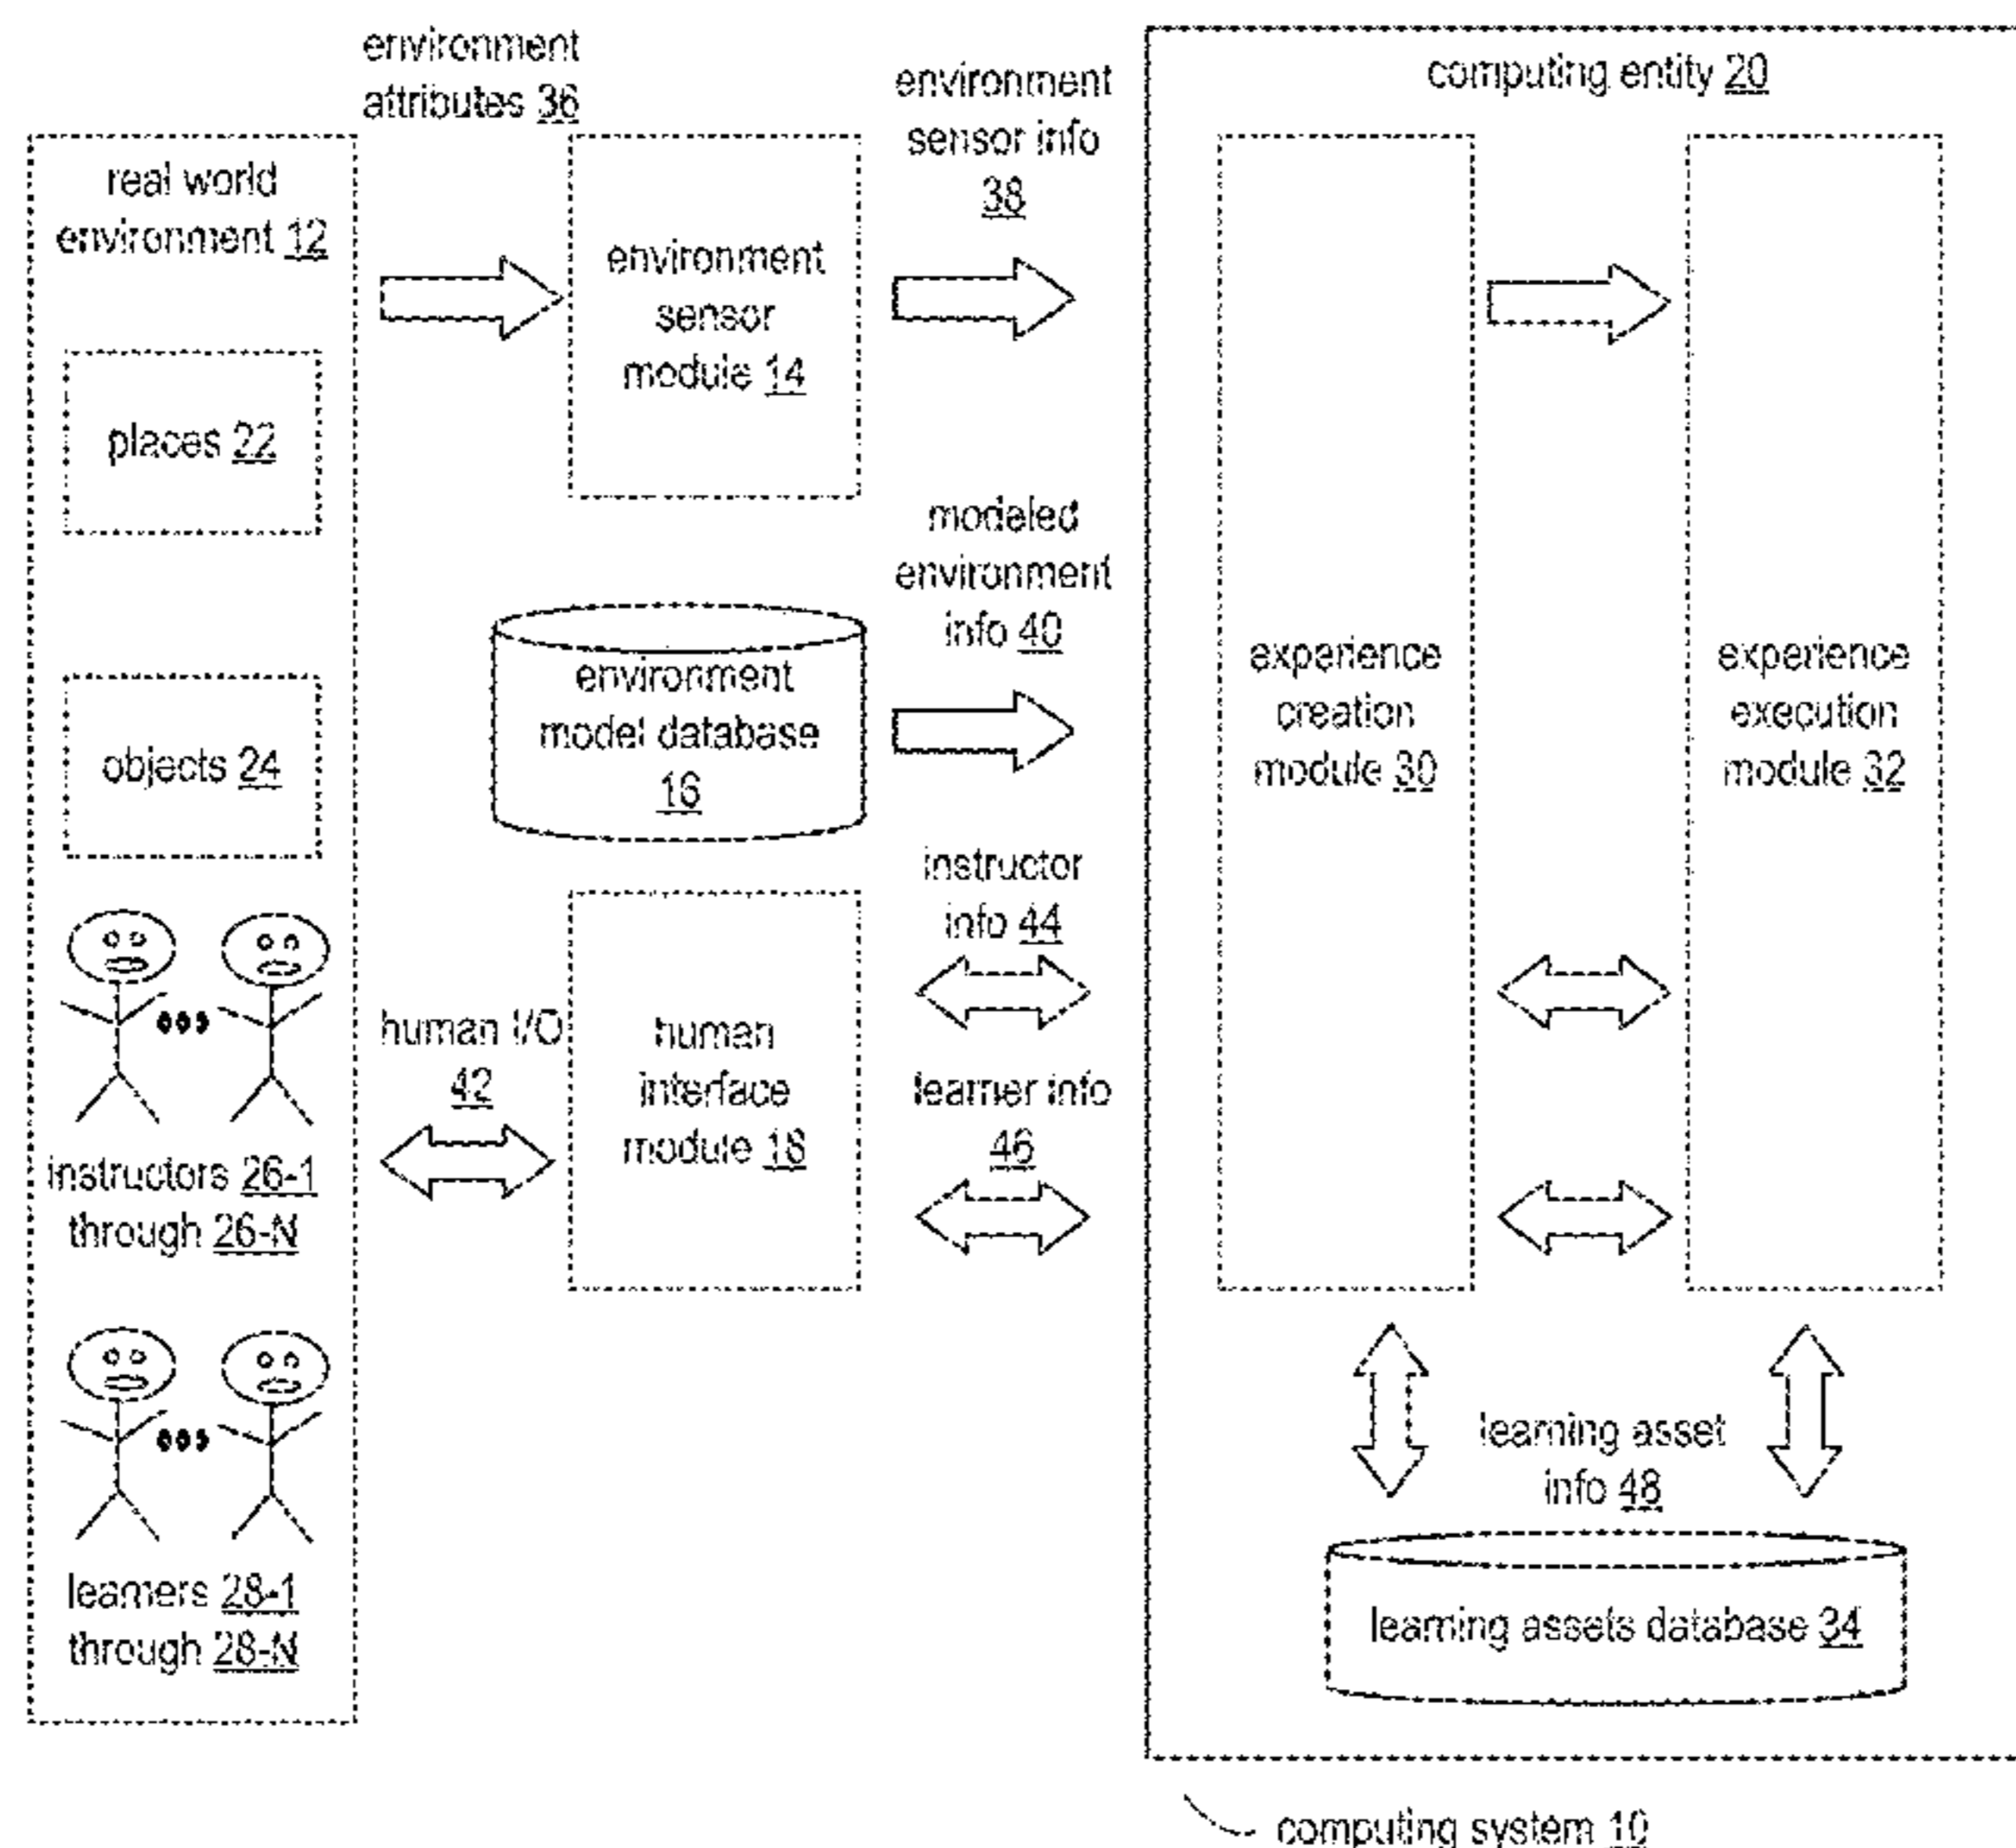 environment
attributes 36
environment
sensor info
38
computing entity 20
real world
environment 12
environment
sensor
module 14
places 22
modeled
environment
info 40
environment
model database
16
experience
creation
module 30
experience
execution
module 32
objects 24
instructor
info 44
human I/O
42
human
interface
module 18
learner info
46
instructors 26-1
through 26-N
learning asset
info 48
learners 28-1
through 28-N
learning assets database 34
computing system 10